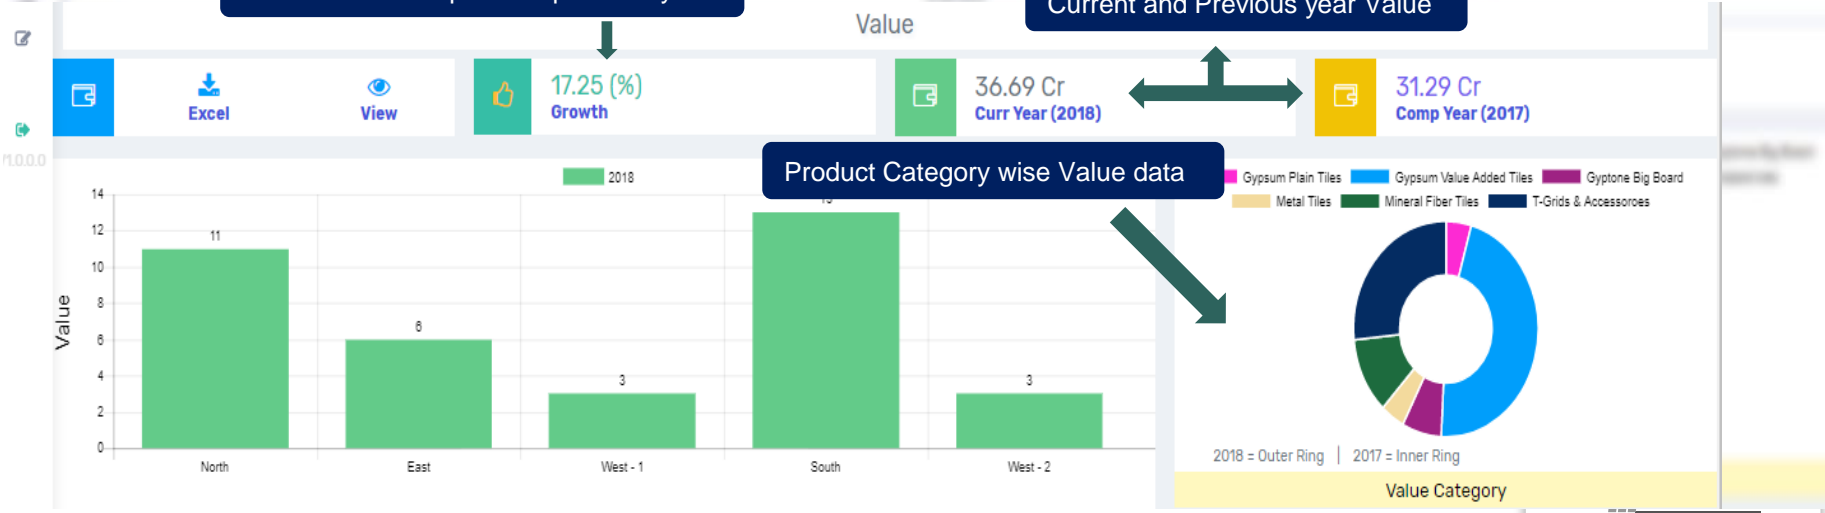 Current and Previous year Value
Value
Excel
View
17.25 (%)
Growth
36.69 Cr
Curr Year (2018)
31.29 Cr
Comp Year (2017)
2018
Product Category wise Value data
Gypsum Plain Tiles
Gypsum Value Added Tiles
Gyptone Big Board
Metal Tiles
Mineral Fiber Tiles
T-Grids & Accessoroes
14
12
10
8
6
4
2
0
Value
11
6
3
3
North
East
West - 1
South
West - 2
2018 = Outer Ring | 2017 = Inner Ring
Value Category